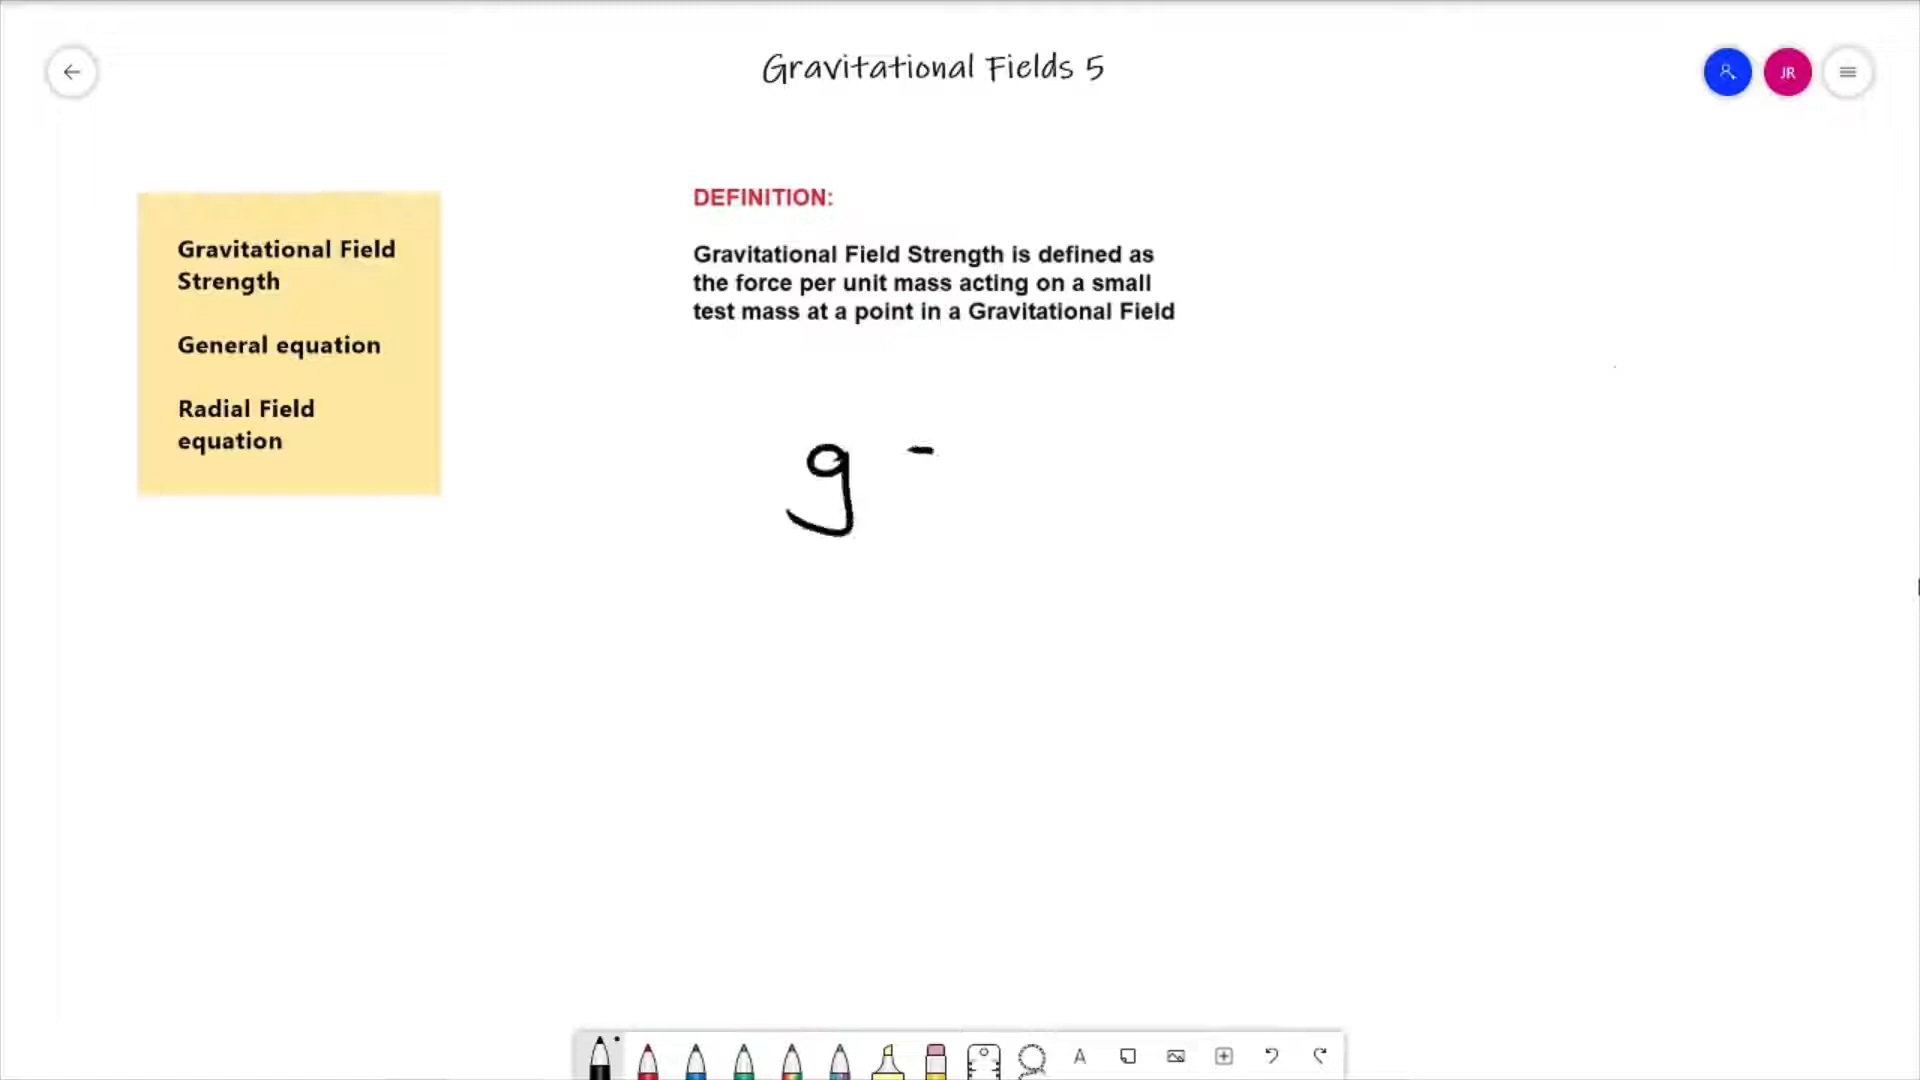 Gravitational Fields 5
JR
Gravitational Field
Strength
General equation
Radial Field
equation
DEFINITION:
Gravitational Field Strength is defined as
the force per unit mass acting on a small
test mass at a point in a Gravitational Field
g -
A